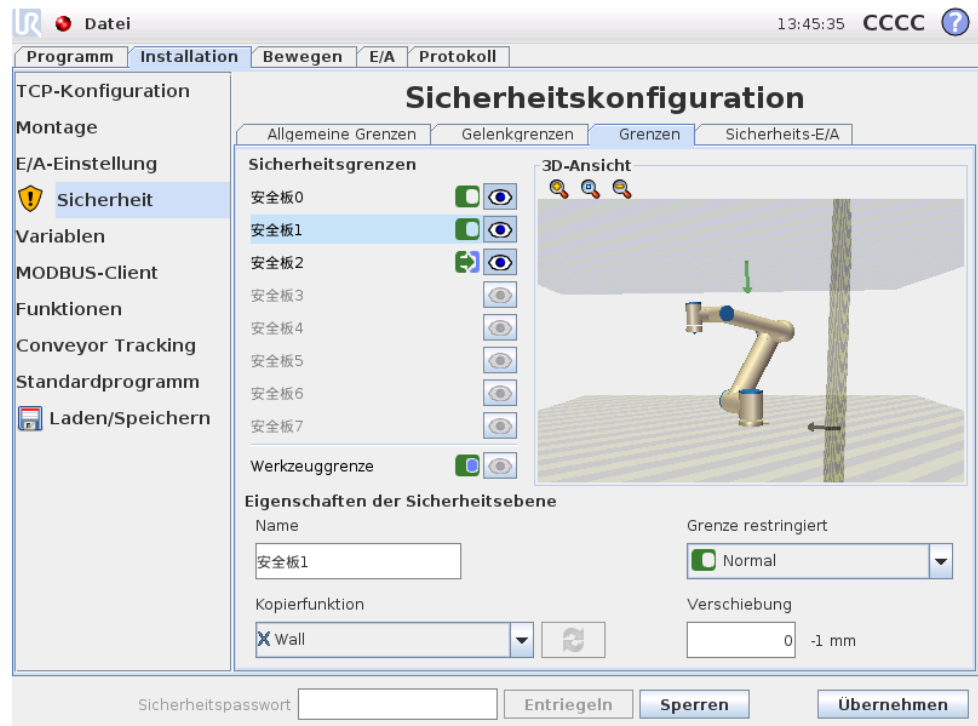 UR Datei 13:45:35 CCCC ?
Programm Installation Bewegen E/A Protokoll
TCP-Konfiguration
Montage
E/A-Einstellung
Sicherheit
Variablen
MODBUS-Client
Funktionen
Conveyor Tracking
Standardprogramm
Laden/Speichern
Sicherheitskonfiguration
Allgemeine Grenzen Gelenkgrenzen Grenzen Sicherheits-E/A
Sicherheitsgrenzen
安全板0
安全板1
安全板2
安全板3
安全板4
安全板5
安全板6
安全板7
Werkzeuggrenze
3D-Ansicht
Eigenschaften der Sicherheitsebene
Name
安全板1
Grenze restringiert
Normal
Kopierfunktion
Wall
Verschiebung
0 -1 mm
Sicherheitspasswort Entriegeln Sperren Übernehmen